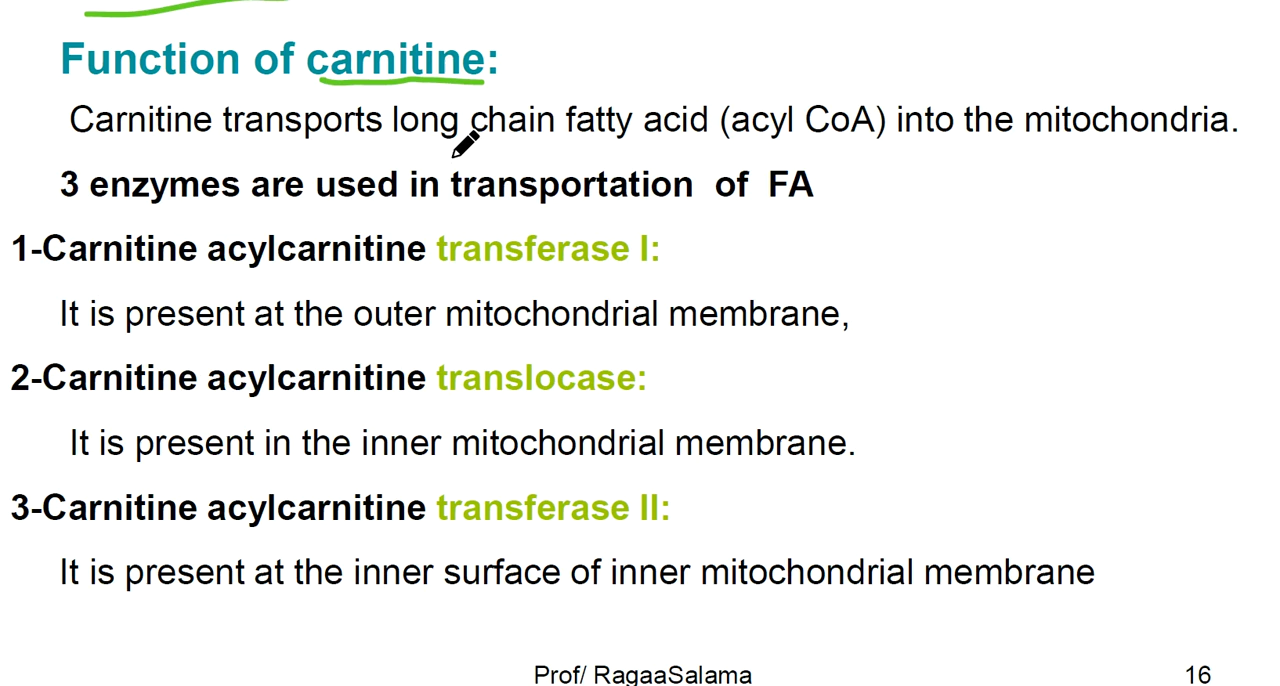 Function of carnitine:
Carnitine transports long chain fatty acid (acyl CoA) into the mitochondria.
3 enzymes are used in transportation of FA
1-Carnitine acylcarnitine transferase I:
It is present at the outer mitochondrial membrane,
2-Carnitine acylcarnitine translocase:
It is present in the inner mitochondrial membrane.
3-Carnitine acylcarnitine transferase II:
It is present at the inner surface of inner mitochondrial membrane
Prof/ RagaaSalama
16